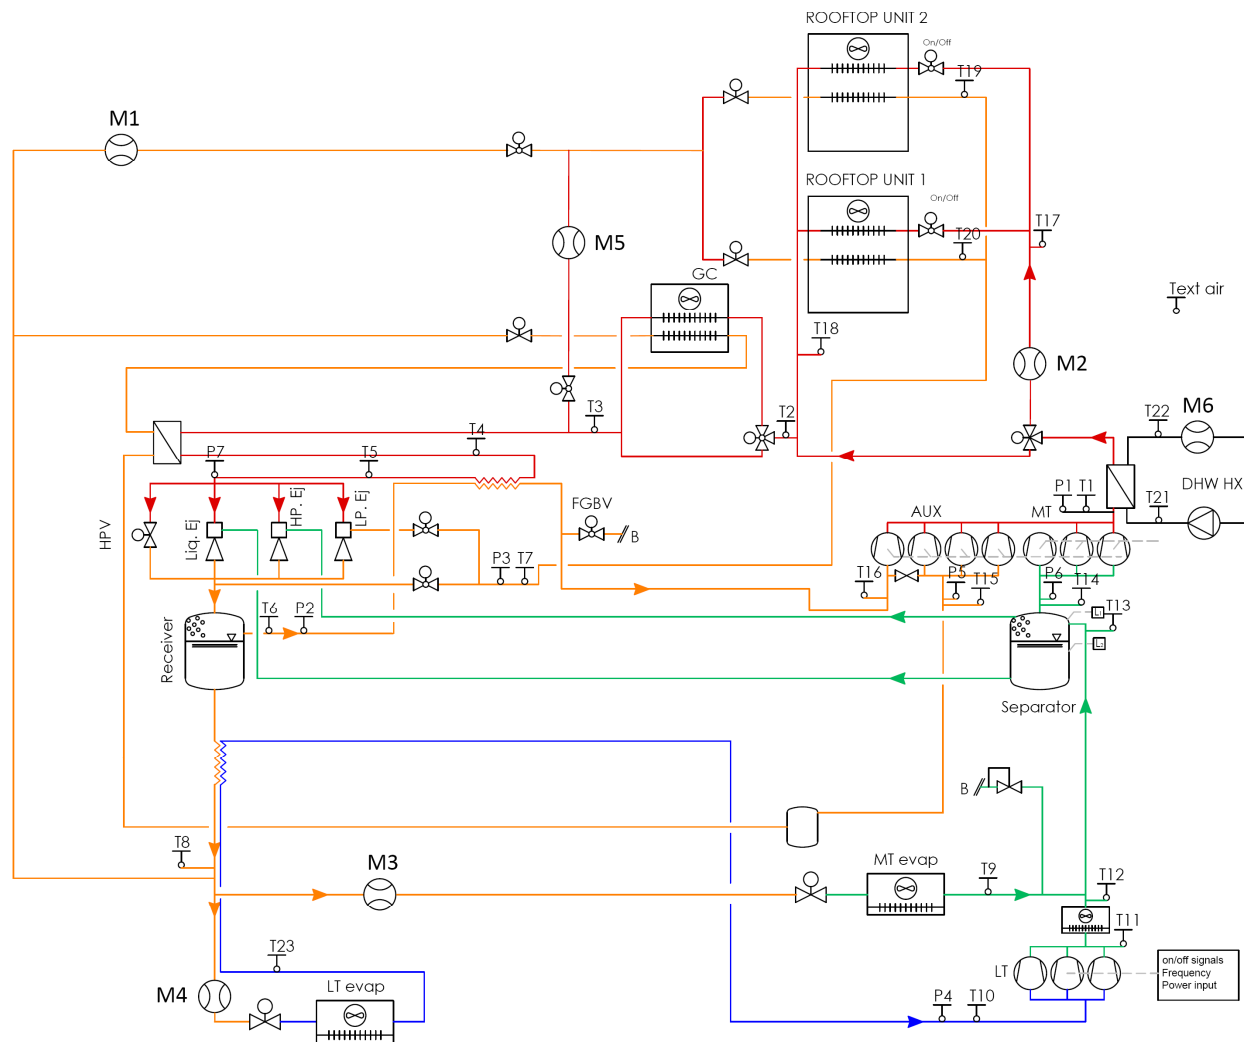 ROOFTOP UNIT 2
On/Off
T19
M1
ROOFTOP UNIT 1
On/Off
T17
T20
M5
GC
Text air
T18
M2
T3
T2
T22
M6
T4
P7
T5
P1
T1
DHW HX
T21
HPV
Liq. Ej
HP. Ej
LP. Ej
FGBV
B
AUX
MT
P3
T7
T16
P5
T15
P6
T14
T6
P2
L1
T13
L2
Receiver
Separator
B
T8
M3
MT evap
T9
T12
T11
T23
LT
on/off signals
Frequency
Power input
M4
LT evap
P4
T10